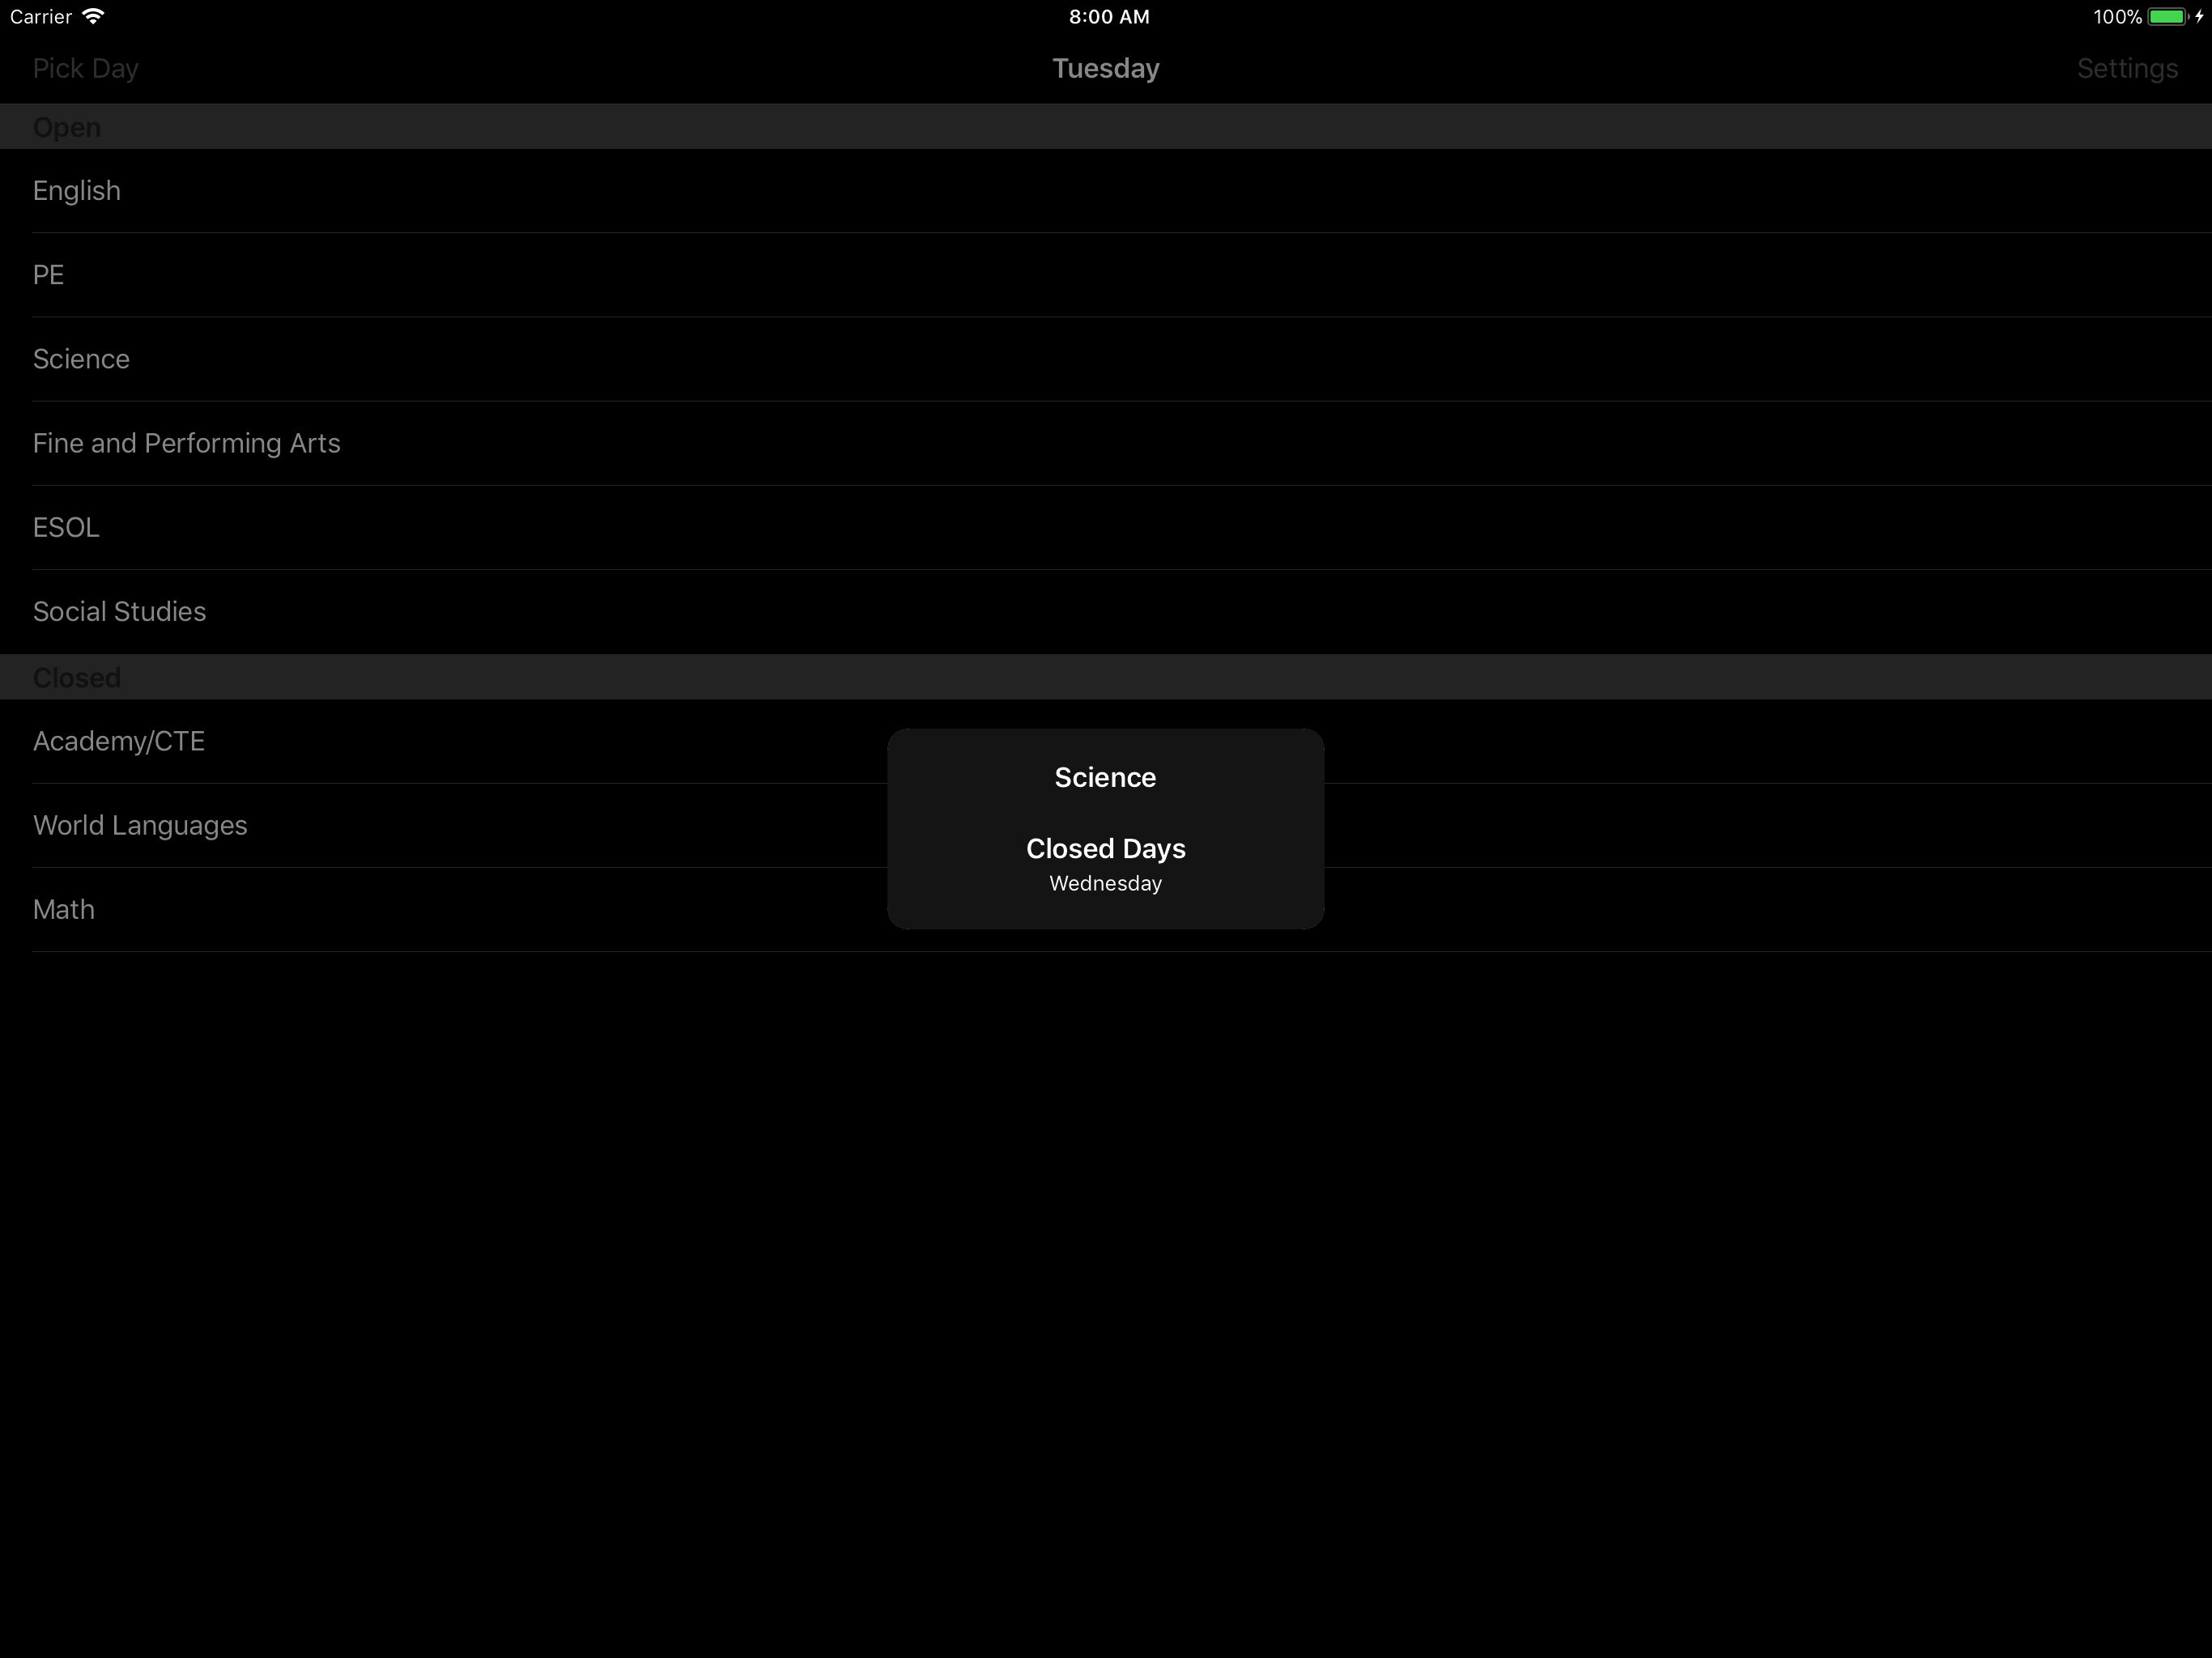 Carrier 8:00 AM 100%
Pick Day Tuesday Settings
Open
English
PE
Science
Fine and Performing Arts
ESOL
Social Studies
Closed
Academy/CTE
World Languages
Math
Science
Closed Days
Wednesday